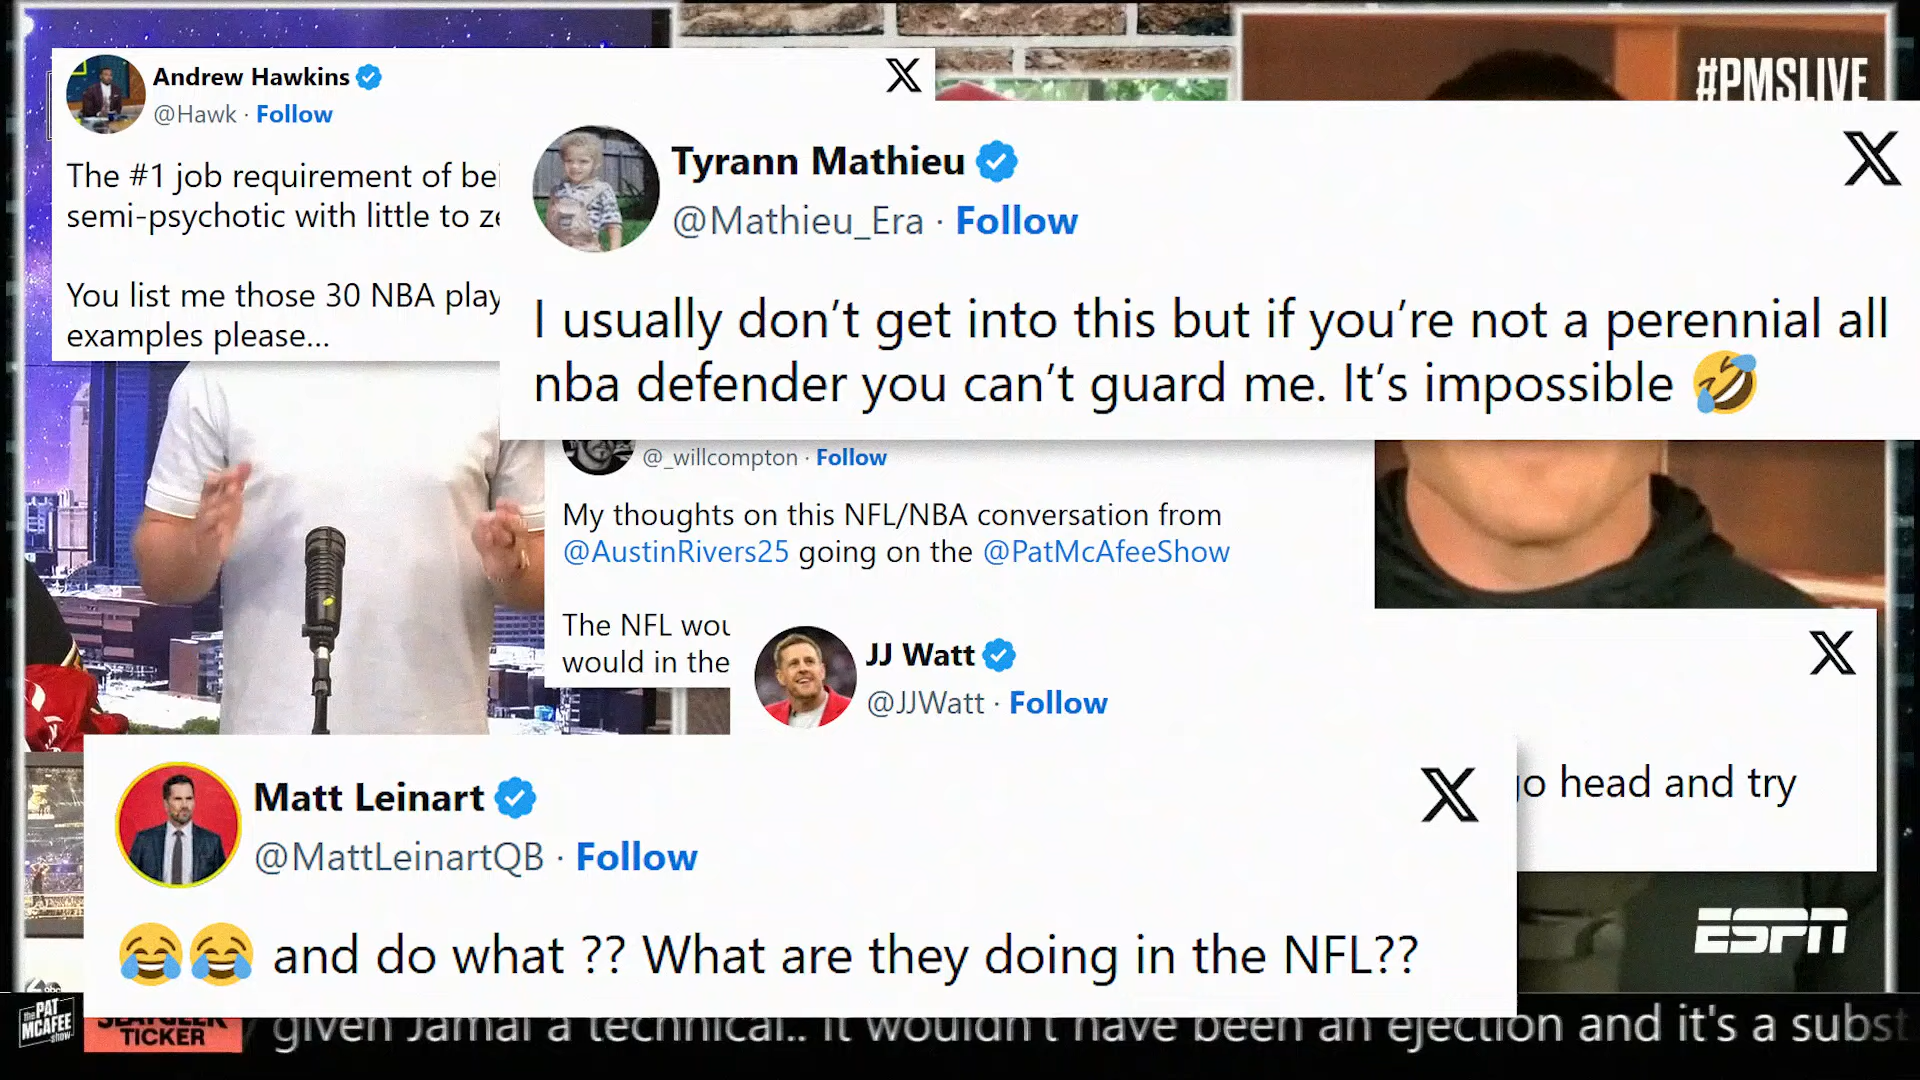 Andrew Hawkins
@Hawk · Follow
The #1 job requirement of
semi-psychotic with little to
You list me those 30 NBA
examples please...
#PMSLIVE
Tyrann Mathieu
@Mathieu_Era · Follow
I usually don’t get into this but if you’re not a perennial all
nba defender you can’t guard me. It’s impossible 🤣
@_willcompton · Follow
My thoughts on this NFL/NBA conversation from
@AustinRivers25 going on the @PatMcAfeeShow
The NFL
would in the
JJ Watt
@JJWatt · Follow
go head and try
Matt Leinart
@MattLeinartQB · Follow
😂😂 and do what ?? What are they doing in the NFL??
ESPN
abc
the PAT
MCAFEE
show
SEATGEEK
TICKER
given Jamal a technical.. It wouldn't have been an ejection and it's a